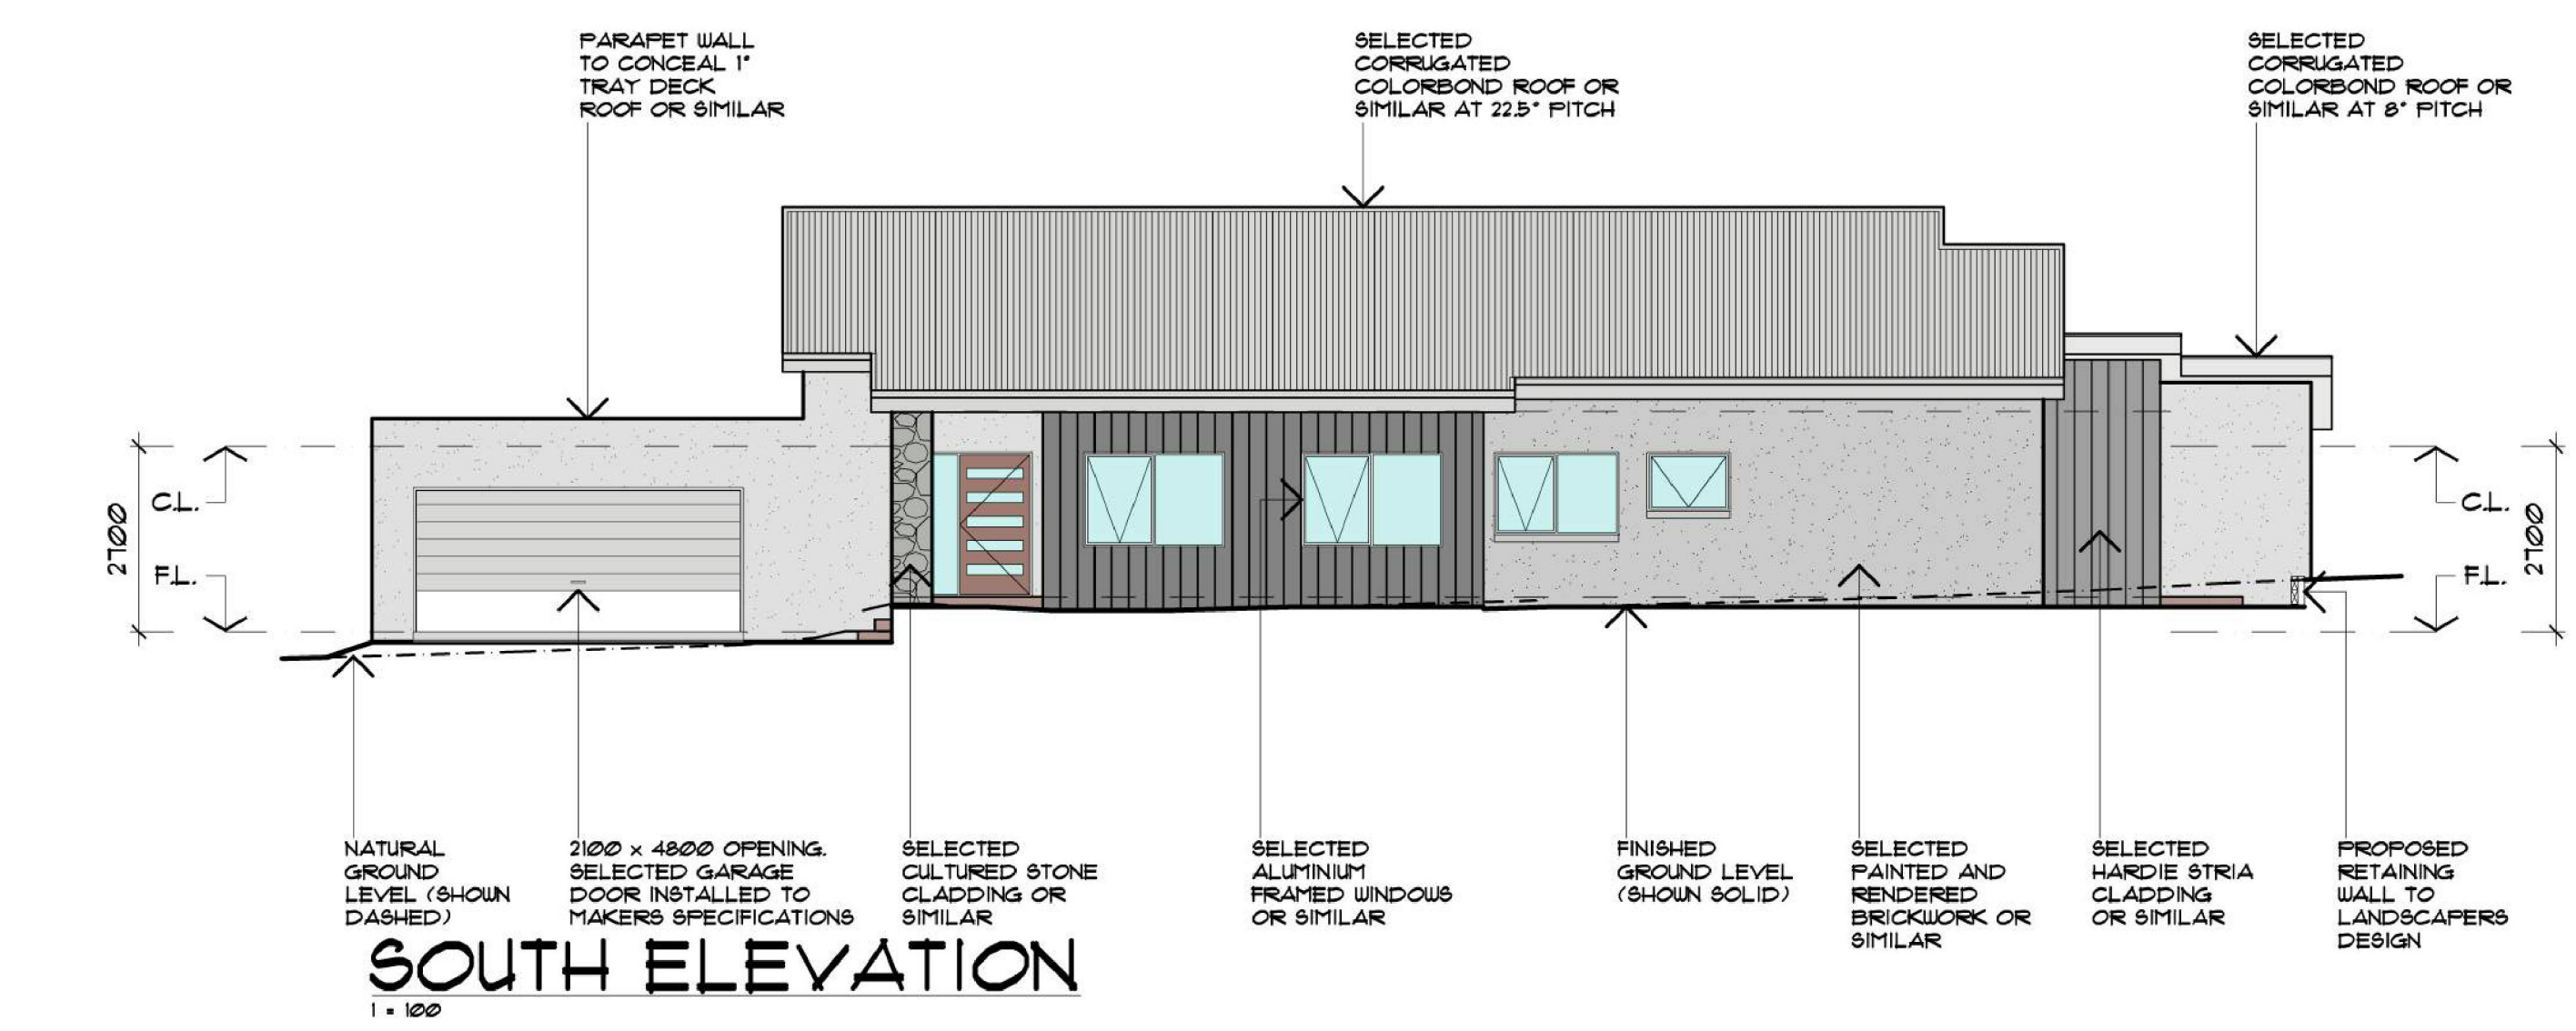 PARAPET WALL
TO CONCEAL 1°
TRAY DECK
ROOF OR SIMILAR
SELECTED
CORRUGATED
COLORBOND ROOF OR
SIMILAR AT 22.5° PITCH
SELECTED
CORRUGATED
COLORBOND ROOF OR
SIMILAR AT 8° PITCH
2700
C.L.
F.L.
C.L.
F.L.
2700
NATURAL
GROUND
LEVEL (SHOWN
DASHED)
2100 x 4800 OPENING.
SELECTED GARAGE
DOOR INSTALLED TO
MAKERS SPECIFICATIONS
SELECTED
CULTURED STONE
CLADDING OR
SIMILAR
SELECTED
ALUMINIUM
FRAMED WINDOWS
OR SIMILAR
FINISHED
GROUND LEVEL
(SHOWN SOLID)
SELECTED
PAINTED AND
RENDERED
BRICKWORK OR
SIMILAR
SELECTED
HARDIE STRIA
CLADDING
OR SIMILAR
PROPOSED
RETAINING
WALL TO
LANDSCAPERS
DESIGN
SOUTH ELEVATION
1 = 100